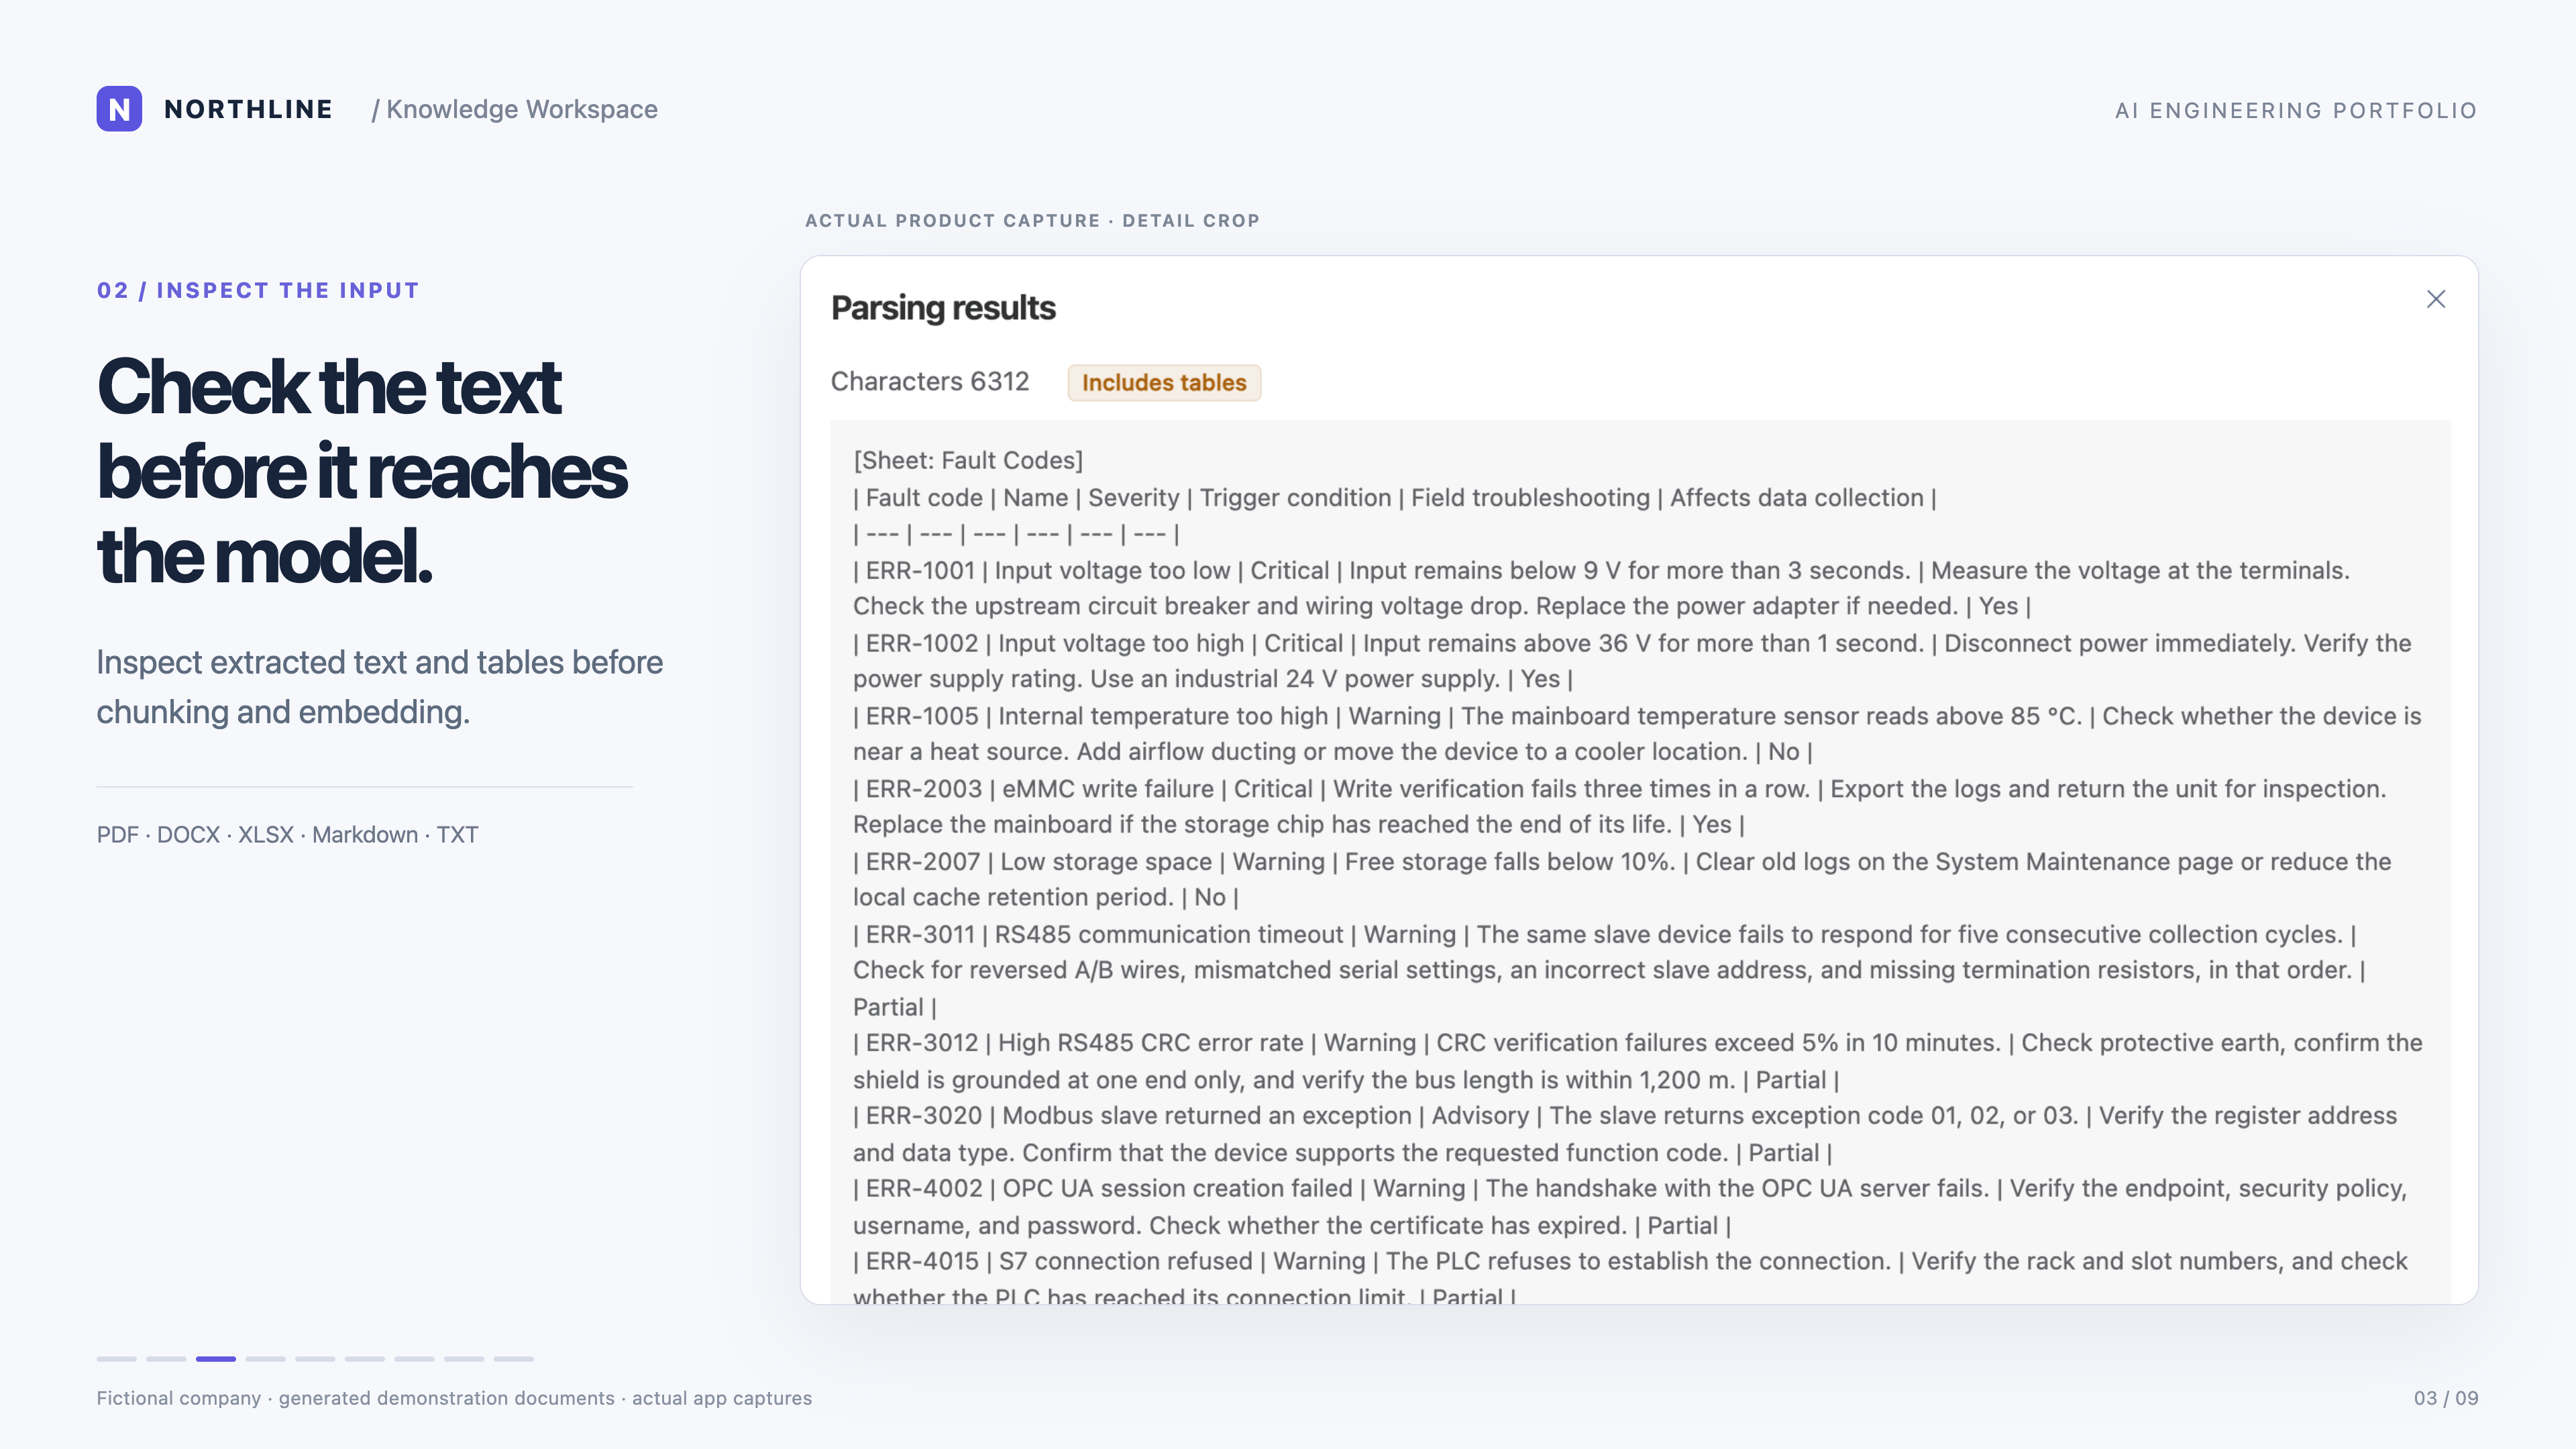 N NORTHLINE / Knowledge Workspace
AI ENGINEERING PORTFOLIO
02 / INSPECT THE INPUT
Check the text
before it reaches
the model.
Inspect extracted text and tables before
chunking and embedding.
PDF · DOCX · XLSX · Markdown · TXT
ACTUAL PRODUCT CAPTURE · DETAIL CROP
Parsing results
Characters 6312 Includes tables
[Sheet: Fault Codes]
| Fault code | Name | Severity | Trigger condition | Field troubleshooting | Affects data collection |
| --- | --- | --- | --- | --- | --- |
| ERR-1001 | Input voltage too low | Critical | Input remains below 9 V for more than 3 seconds. | Measure the voltage at the terminals.
Check the upstream circuit breaker and wiring voltage drop. Replace the power adapter if needed. | Yes |
| ERR-1002 | Input voltage too high | Critical | Input remains above 36 V for more than 1 second. | Disconnect power immediately. Verify the
power supply rating. Use an industrial 24 V power supply. | Yes |
| ERR-1005 | Internal temperature too high | Warning | The mainboard temperature sensor reads above 85 °C. | Check whether the device is
near a heat source. Add airflow ducting or move the device to a cooler location. | No |
| ERR-2003 | eMMC write failure | Critical | Write verification fails three times in a row. | Export the logs and return the unit for inspection.
Replace the mainboard if the storage chip has reached the end of its life. | Yes |
| ERR-2007 | Low storage space | Warning | Free storage falls below 10%. | Clear old logs on the System Maintenance page or reduce the
local cache retention period. | No |
| ERR-3011 | RS485 communication timeout | Warning | The same slave device fails to respond for five consecutive collection cycles. |
Check for reversed A/B wires, mismatched serial settings, an incorrect slave address, and missing termination resistors, in that order. |
Partial |
| ERR-3012 | High RS485 CRC error rate | Warning | CRC verification failures exceed 5% in 10 minutes. | Check protective earth, confirm the
shield is grounded at one end only, and verify the bus length is within 1,200 m. | Partial |
| ERR-3020 | Modbus slave returned an exception | Advisory | The slave returns exception code 01, 02, or 03. | Verify the register address
and data type. Confirm that the device supports the requested function code. | Partial |
| ERR-4002 | OPC UA session creation failed | Warning | The handshake with the OPC UA server fails. | Verify the endpoint, security policy,
username, and password. Check whether the certificate has expired. | Partial |
| ERR-4015 | S7 connection refused | Warning | The PLC refuses to establish the connection. | Verify the rack and slot numbers, and check
whether the PLC has reached its connection limit. | Partial |
Fictional company · generated demonstration documents · actual app captures
03 / 09